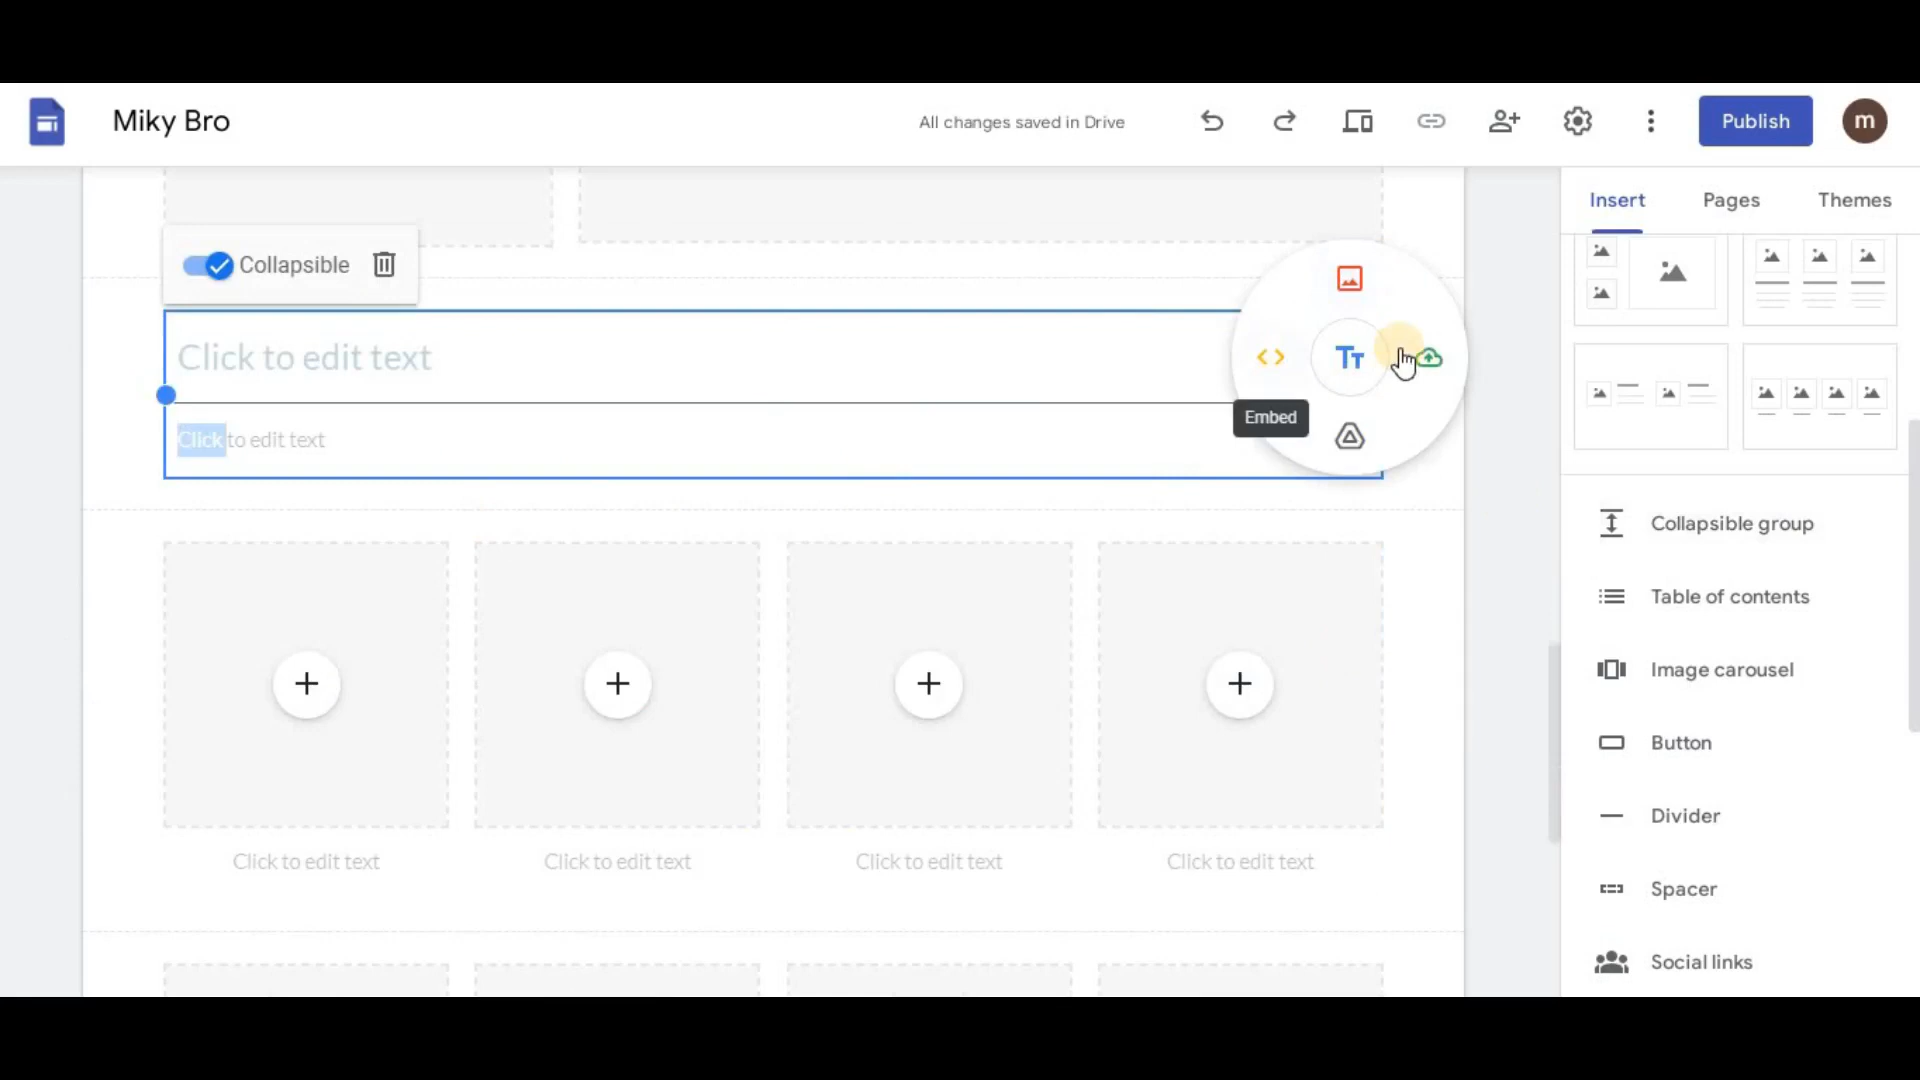 Miky Bro
All changes saved in Drive
Publish
m
Insert
Pages
Themes
Collapsible
Click to edit text
Tт
Embed
Click to edit text
Click to edit text
Click to edit text
Click to edit text
Click to edit text
Collapsible group
Table of contents
Image carousel
Button
Divider
Spacer
Social links